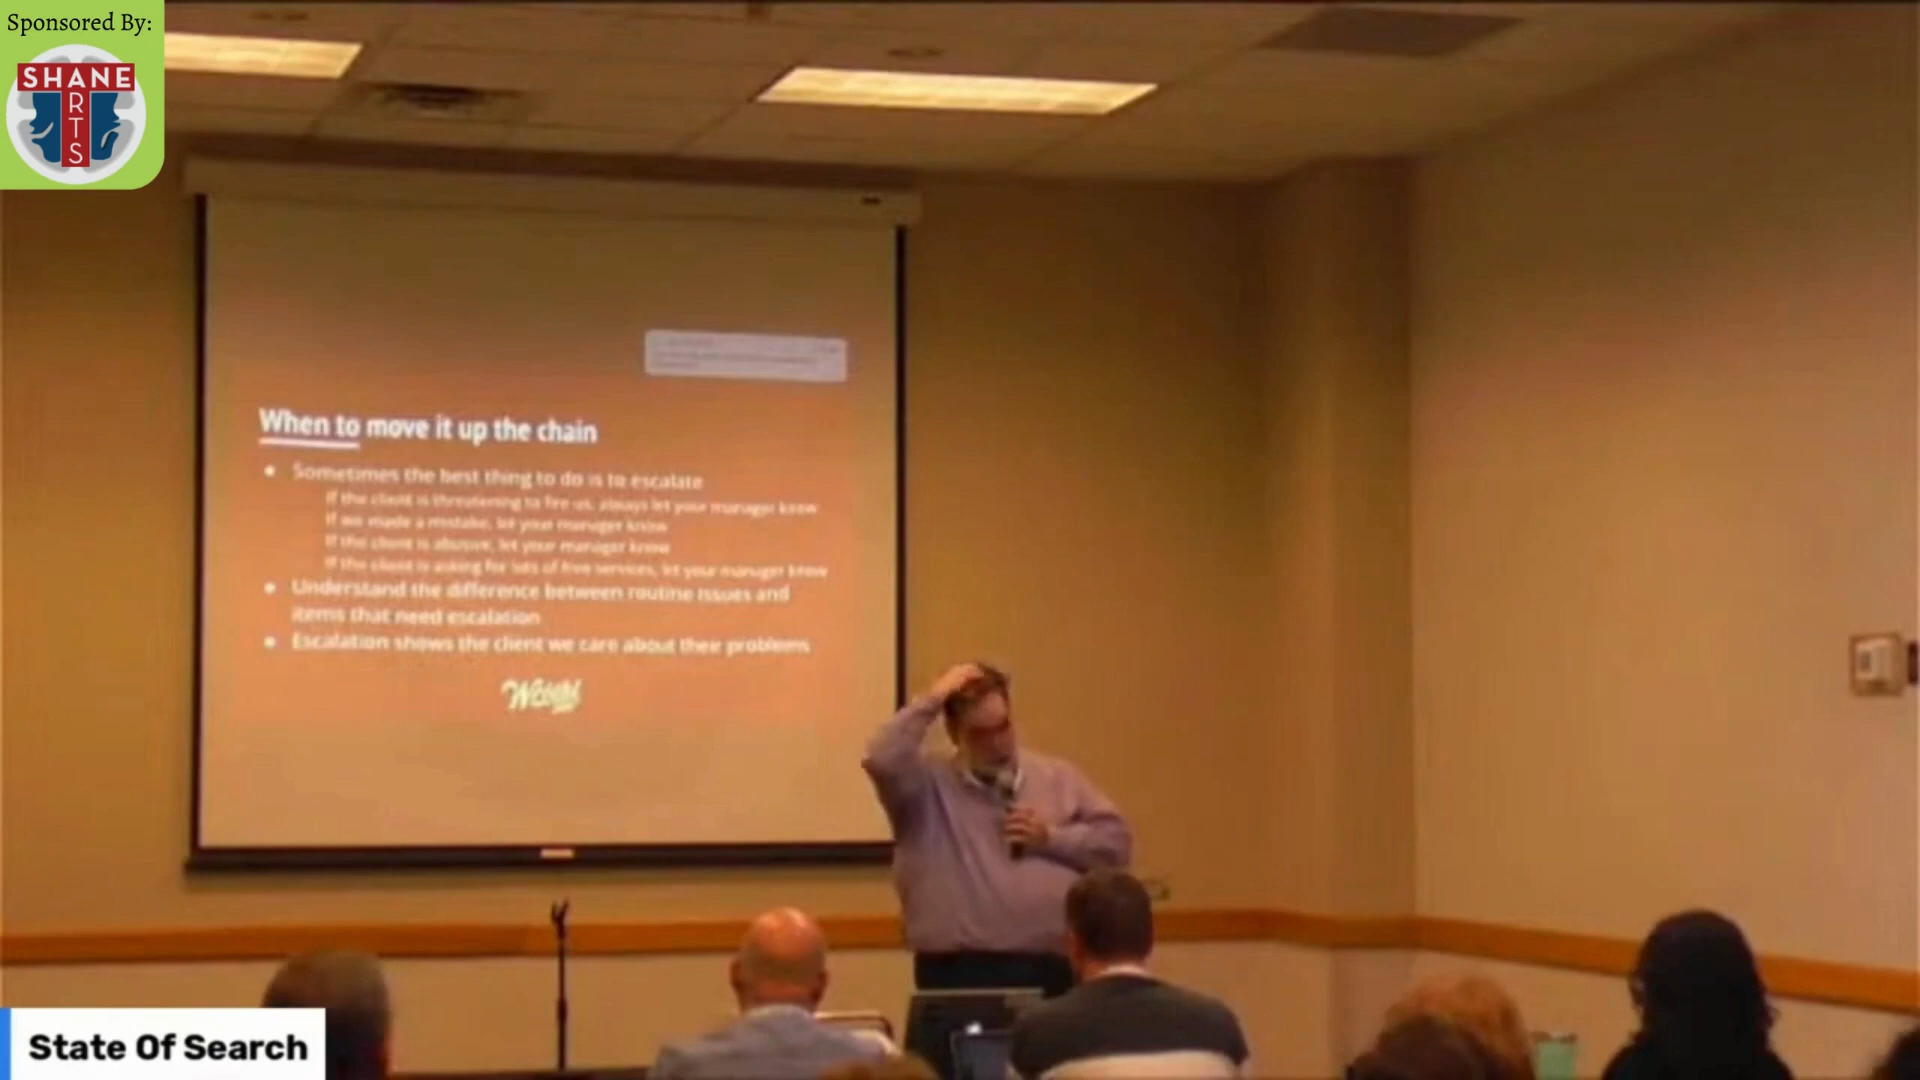 Sponsored By:
SHANE
ARTS
When to move it up the chain
• Sometimes the best thing to do is to escalate
If the client is threatening to fire us, always let your manager know
If we made a mistake, let your manager know
If the client is abusive, let your manager know
If the client is asking for lots of free services, let your manager know
• Understand the difference between routine issues and
items that need escalation
• Escalation shows the client we care about their problems
State Of Search